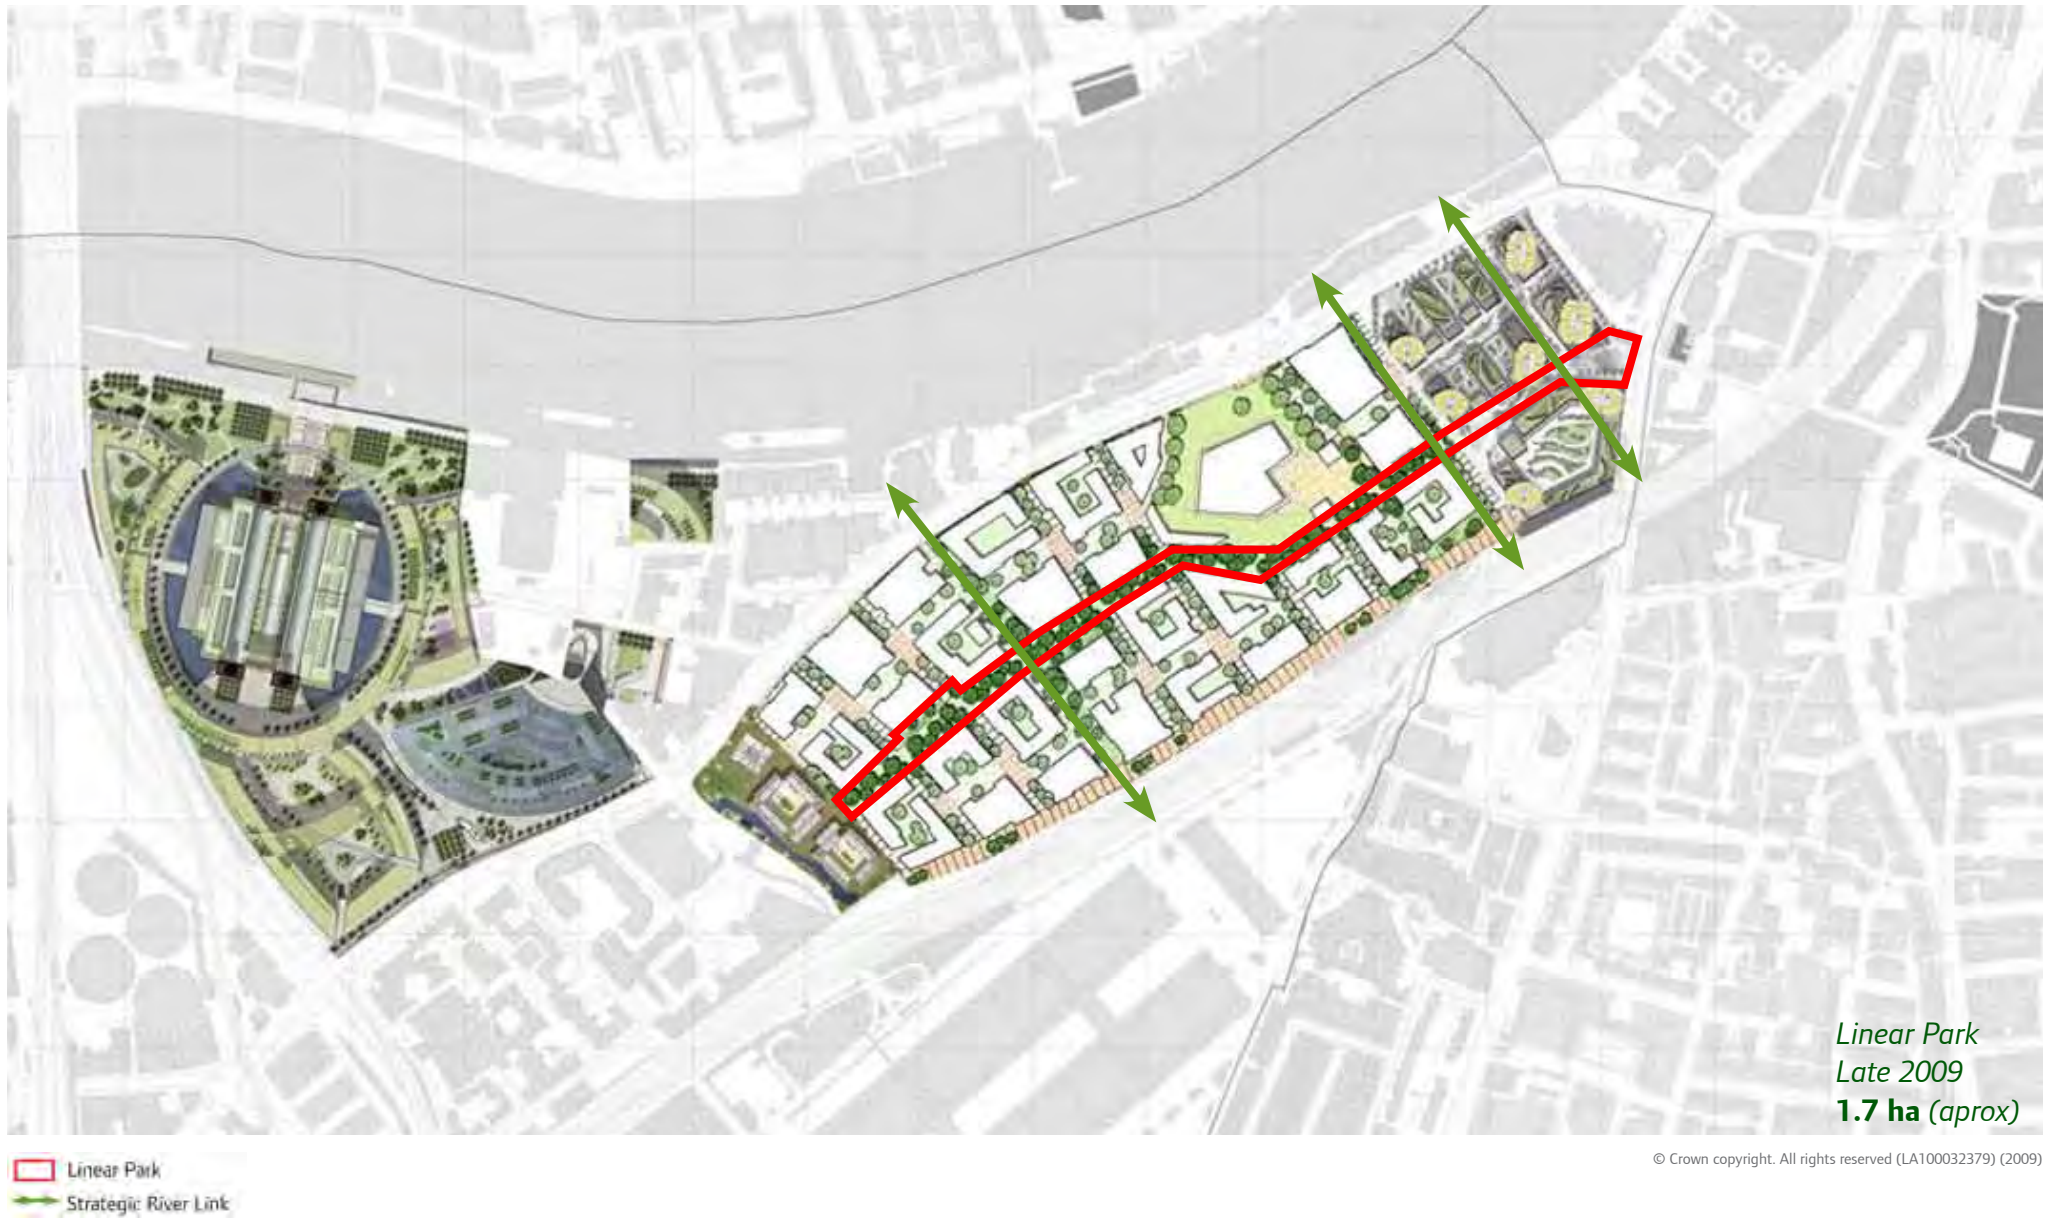 Linear Park
Late 2009
1.7 ha (aprox)
© Crown copyright. All rights reserved (LA100032379) (2009)
Linear Park
Strategic River Link